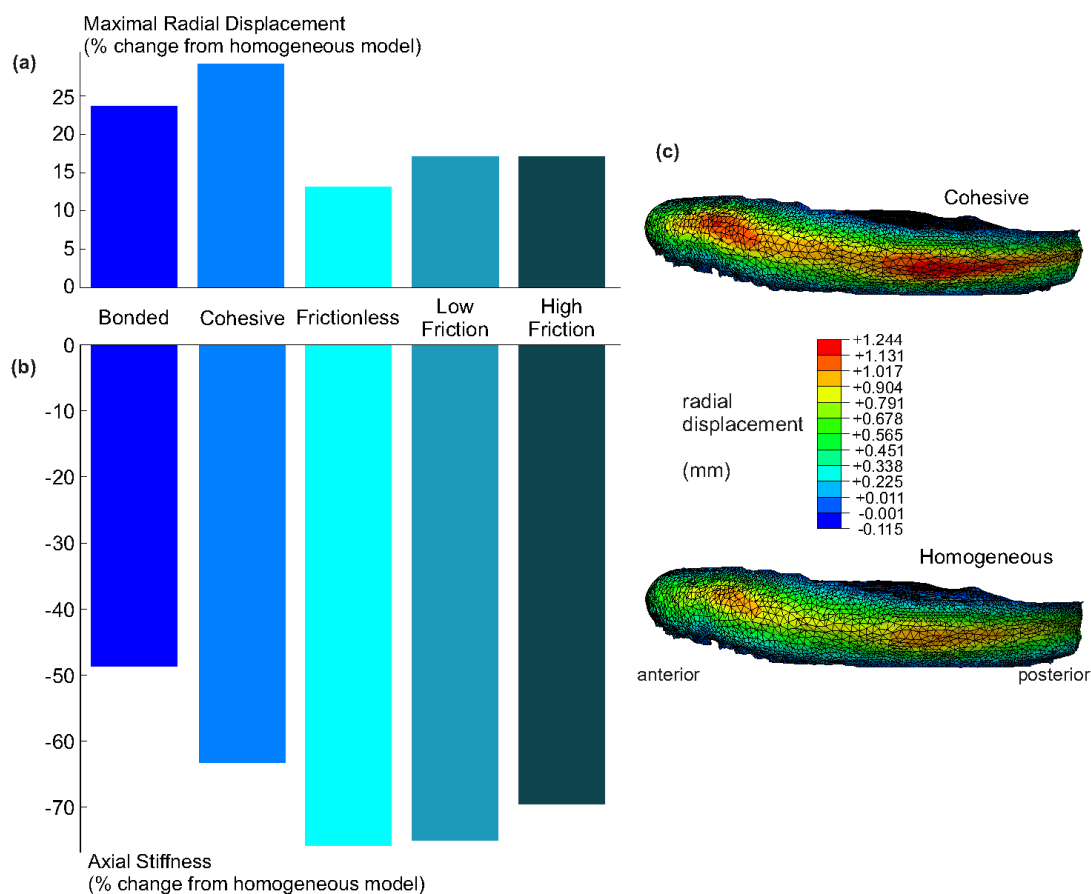 Maximal Radial Displacement
(% change from homogeneous model)
(a)
25
20
15
10
5
0
Bonded
Cohesive
Frictionless
Low
Friction
High
Friction
(b)
0
-10
-20
-30
-40
-50
-60
-70
Axial Stiffness
(% change from homogeneous model)
(c)
Cohesive
radial
displacement
(mm)
+1.244
+1.131
+1.017
+0.904
+0.791
+0.678
+0.565
+0.451
+0.338
+0.225
+0.011
-0.001
-0.115
Homogeneous
anterior
posterior